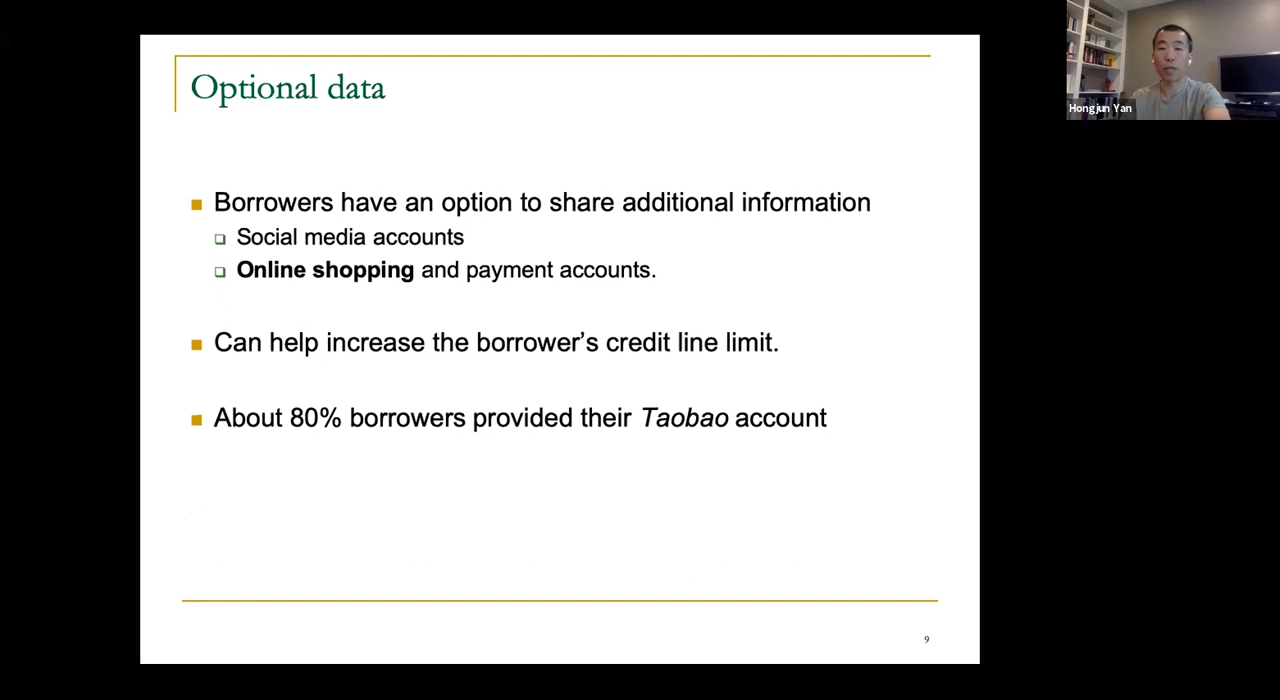 Optional data
Borrowers have an option to share additional information
Social media accounts
Online shopping and payment accounts.
Can help increase the borrower’s credit line limit.
About 80% borrowers provided their Taobao account
9
Hongjun Yan